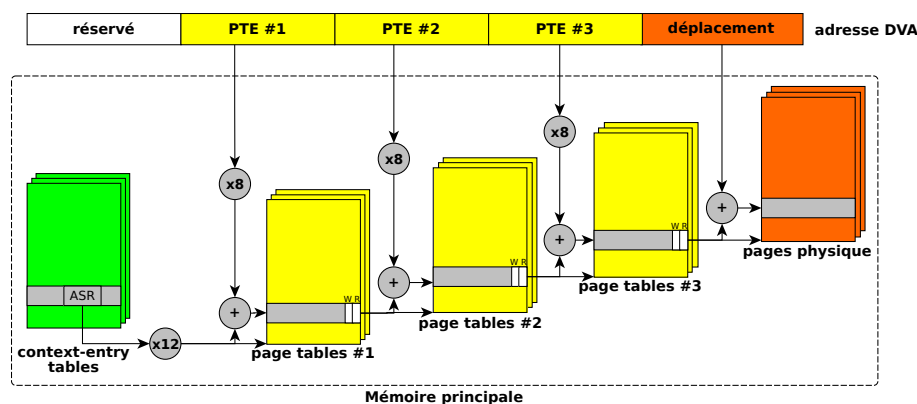 réservé PTE #1 PTE #2 PTE #3 déplacement adresse DVA
x8
x8
x8
+
+
+
+
W R
W R
W R
ASR
x12
context-entry
tables
page tables #1
page tables #2
page tables #3
pages physique
Mémoire principale